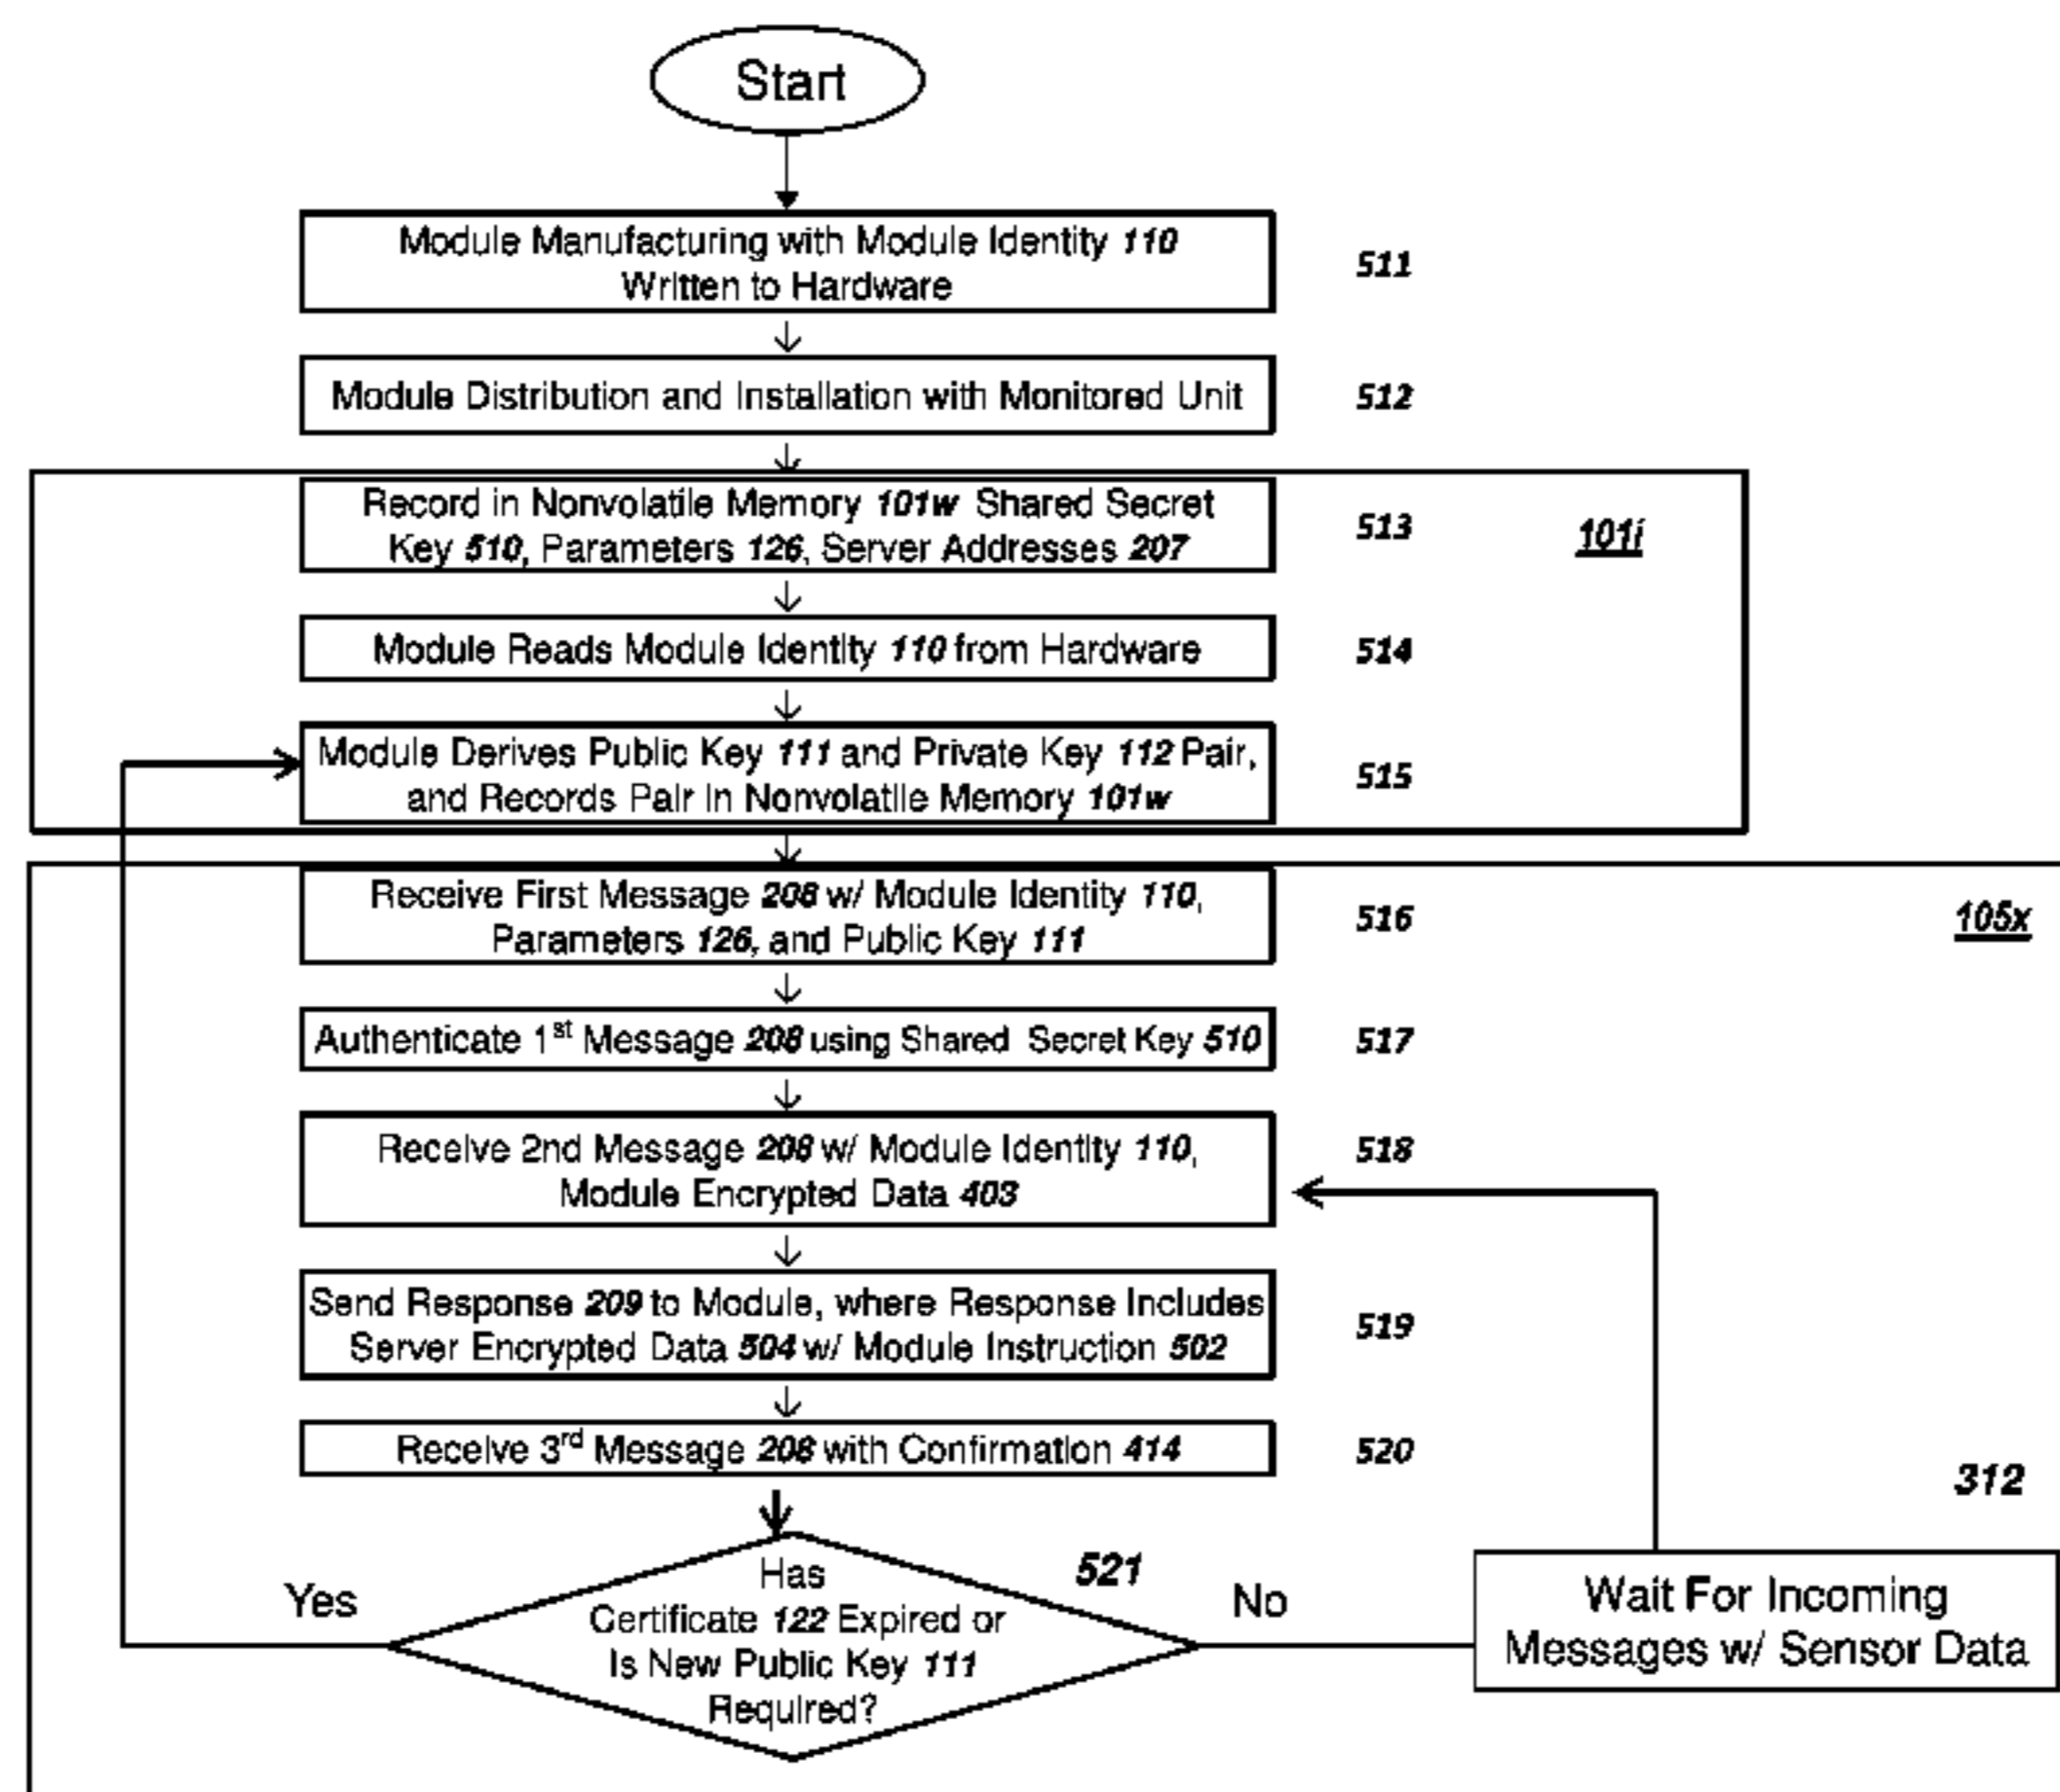 Start
Module Manufacturing with Module Identity 110
Written to Hardware
511
Module Distribution and Installation with Monitored Unit
512
Record in Nonvolatile Memory 101w Shared Secret
Key 510, Parameters 126, Server Addresses 207
513
101i
Module Reads Module Identity 110 from Hardware
514
Module Derives Public Key 111 and Private Key 112 Pair,
and Records Pair in Nonvolatile Memory 101w
515
Receive First Message 208 w/ Module Identity 110,
Parameters 126, and Public Key 111
516
105x
Authenticate 1st Message 208 using Shared Secret Key 510
517
Receive 2nd Message 208 w/ Module Identity 110,
Module Encrypted Data 403
518
Send Response 209 to Module, where Response Includes
Server Encrypted Data 504 w/ Module Instruction 502
519
Receive 3rd Message 208 with Confirmation 414
520
312
Has
Certificate 122 Expired or
Is New Public Key 111
Required?
521
Yes
No
Wait For Incoming
Messages w/ Sensor Data